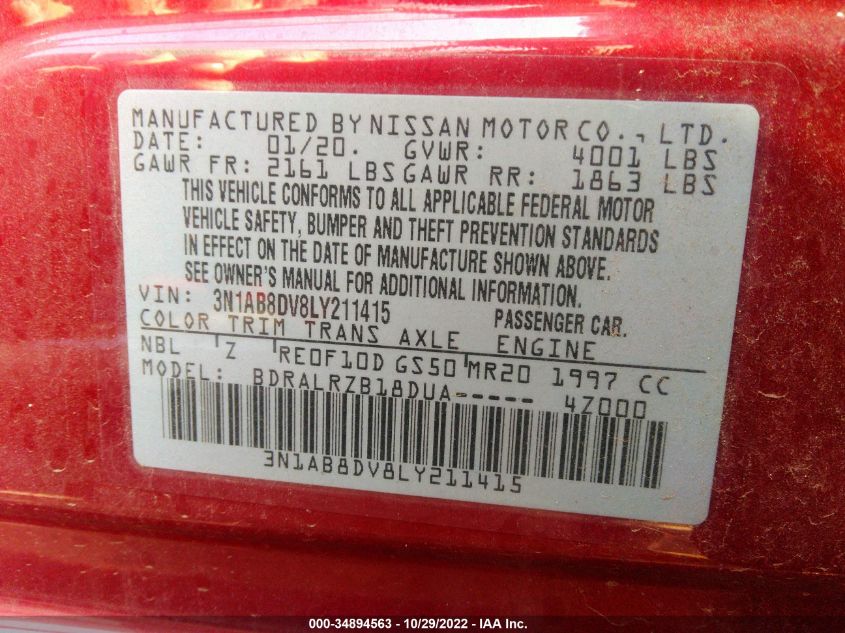 MANUFACTURED BY NISSAN MOTOR CO., LTD.
DATE: 01/20. GVWR: 4001 LBS
GAWR FR: 2161 LBS GAWR RR: 1863 LBS
THIS VEHICLE CONFORMS TO ALL APPLICABLE FEDERAL MOTOR
VEHICLE SAFETY, BUMPER AND THEFT PREVENTION STANDARDS
IN EFFECT ON THE DATE OF MANUFACTURE SHOWN ABOVE.
SEE OWNER'S MANUAL FOR ADDITIONAL INFORMATION.
VIN: 3N1AB8DV8LY211415 PASSENGER CAR.
COLOR TRIM TRANS AXLE ENGINE
NBL Z RE0F10D GS50 MR20 1997 CC
MODEL: BDRALRZB18DUA----- 4Z000
3N1AB8DV8LY211415
000-34894563 - 10/29/2022 - IAA Inc.